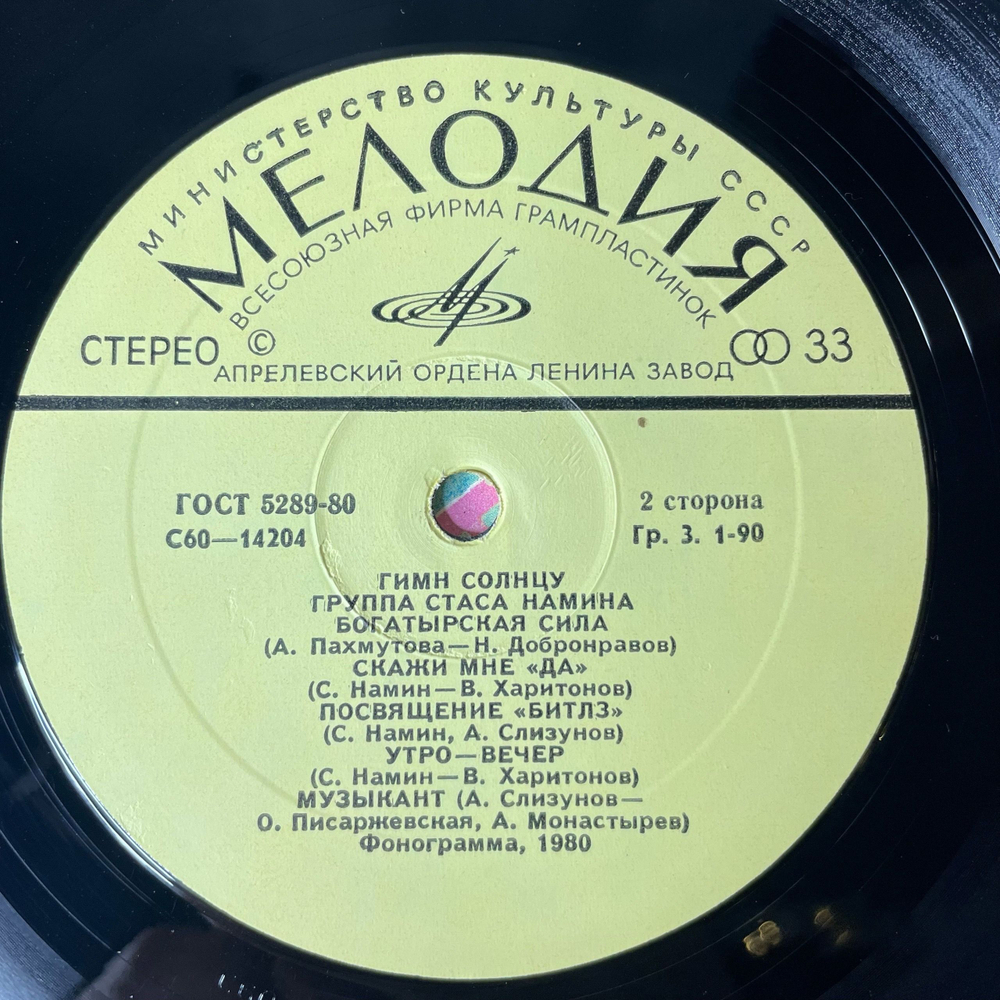 МИНИСТЕРСТВО КУЛЬТУРЫ СССР
МЕЛОДИЯ
ВСЕСОЮЗНАЯ ФИРМА ГРАМПЛАСТИНОК
СТЕРЕО ©
33
АПРЕЛЕВСКИЙ ОРДЕНА ЛЕНИНА ЗАВОД
ГОСТ 5289-80
2 сторона
С60—14204
Гр. 3. 1-90
ГИМН СОЛНЦУ
ГРУППА СТАСА НАМИНА
БОГАТЫРСКАЯ СИЛА
(А. Пахмутова—Н. Добронравов)
СКАЖИ МНЕ «ДА»
(С. Намин—В. Харитонов)
ПОСВЯЩЕНИЕ «БИТЛЗ»
(С. Намин, А. Слизунов)
УТРО—ВЕЧЕР
(С. Намин—В. Харитонов)
МУЗЫКАНТ (А. Слизунов—
О. Писаржевская, А. Монастырев)
Фонограмма, 1980